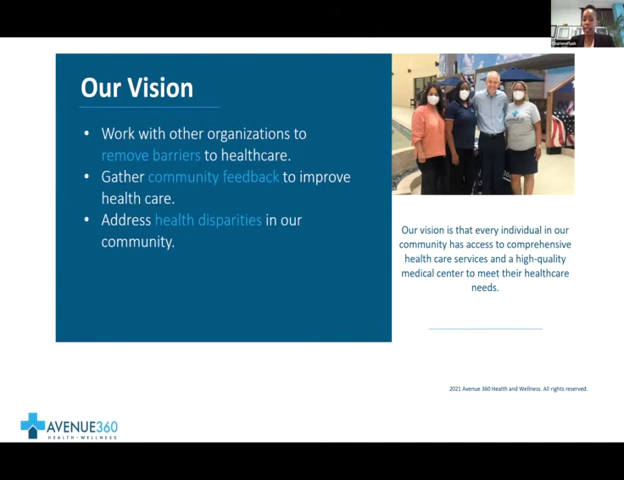 Our Vision
• Work with other organizations to
remove barriers to healthcare.
• Gather community feedback to improve
health care.
• Address health disparities in our
community.
Our vision is that every individual in our
community has access to comprehensive
health care services and a high-quality
medical center to meet their healthcare
needs.
2021 Avenue 360 Health and Wellness. All rights reserved.
AVENUE360
HEALTH+WELLNESS